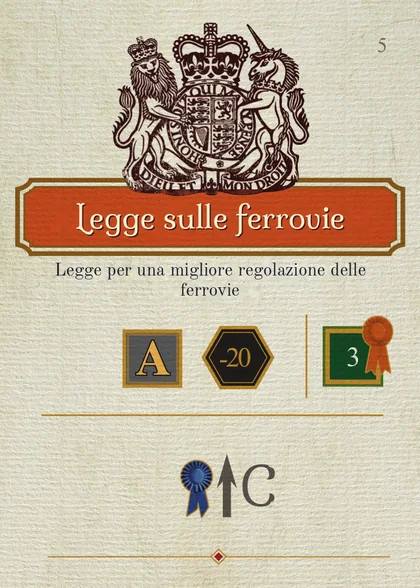 5
DIEU ET MON DROIT
Legge sulle ferrovie
Legge per una migliore regolazione delle
ferrovie
A
-20
3
C